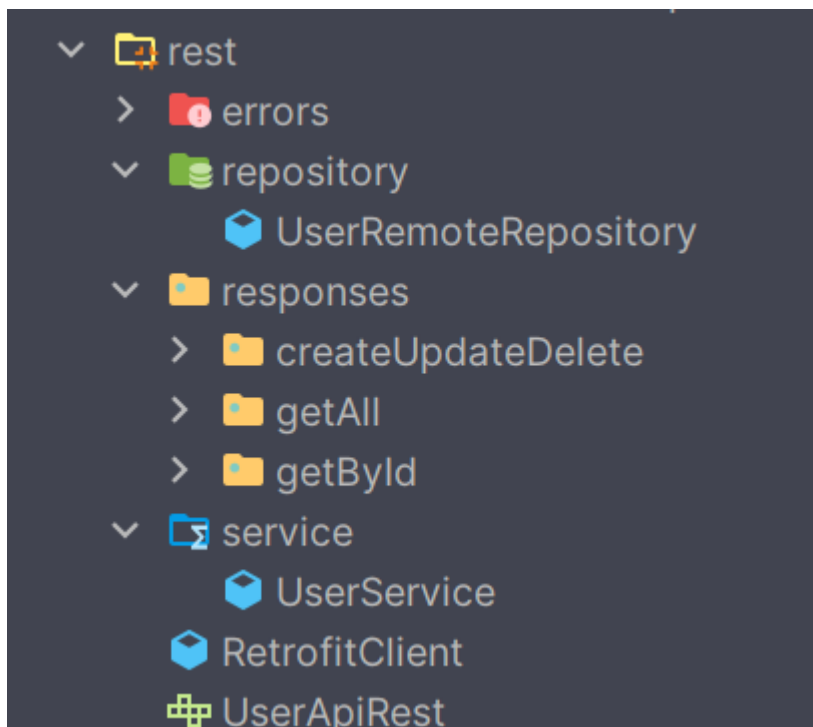 rest
errors
repository
UserRemoteRepository
responses
createUpdateDelete
getAll
getById
service
UserService
RetrofitClient
UserApiRest